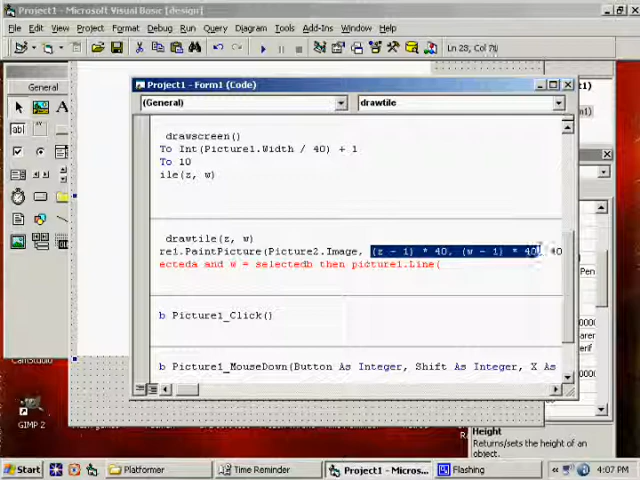 Project1 - Microsoft Visual Basic [design]
File Edit View Project Format Debug Run Query Diagram Tools Add-Ins Window Help
Ln 28, Col 71
General
A
ab|
Project1 - Form1 (Code)
(General)
drawtile
drawscreen()
To Int(Picture1.Width / 40) + 1
To 10
ile(z, w)
drawtile(z, w)
re1.PaintPicture(Picture2.Image, (z - 1) * 40, (w - 1) * 40, 40
ecteda and w = selectedb then picture1.Line(
b Picture1_Click()
b Picture1_MouseDown(Button As Integer, Shift As Integer, X As
CamStudio
GIMP 2
Height
Returns/sets the height of an object.
Start
Platformer
Time Reminder
Project1 - Micros...
Flashing
4:07 PM